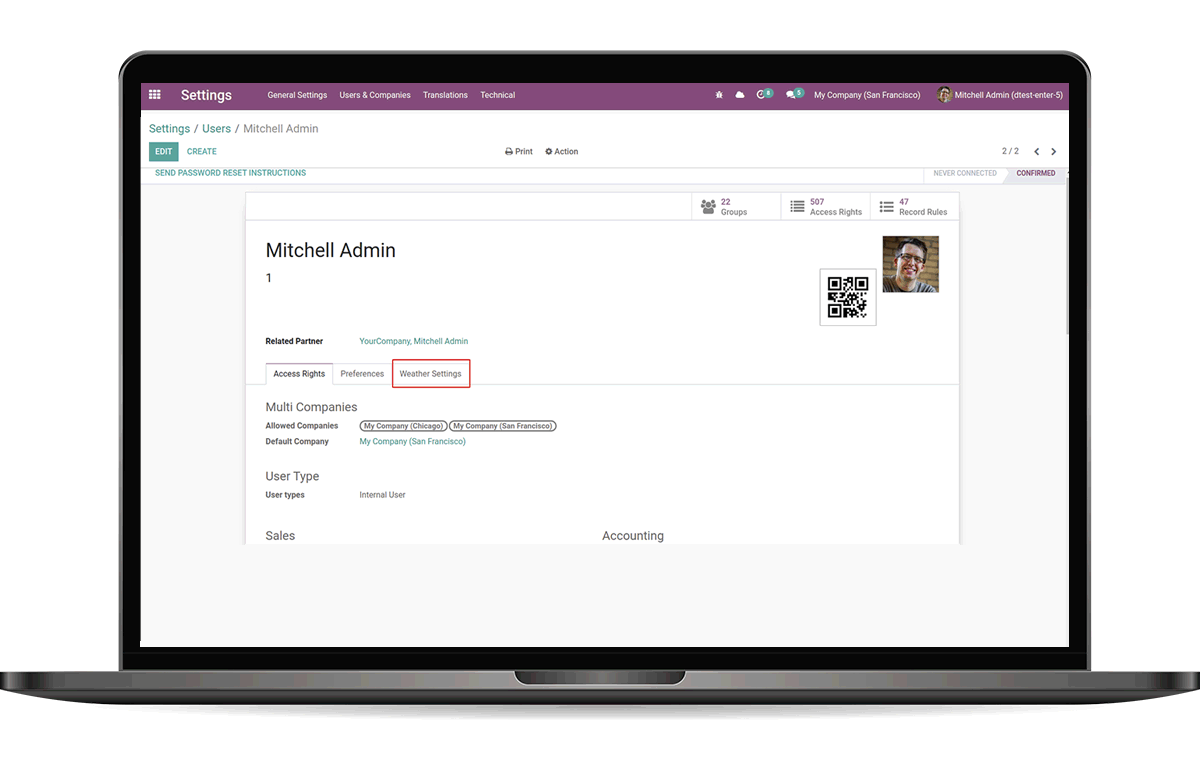 Settings General Settings Users & Companies Translations Technical 8 5 My Company (San Francisco) Mitchell Admin (dtest-enter-5)
Settings / Users / Mitchell Admin
EDIT CREATE Print Action 2 / 2
SEND PASSWORD RESET INSTRUCTIONS NEVER CONNECTED CONFIRMED
22 507 47
Groups Access Rights Record Rules
Mitchell Admin
1
Related Partner YourCompany, Mitchell Admin
Access Rights Preferences Weather Settings
Multi Companies
Allowed Companies My Company (Chicago) My Company (San Francisco)
Default Company My Company (San Francisco)
User Type
User types Internal User
Sales Accounting